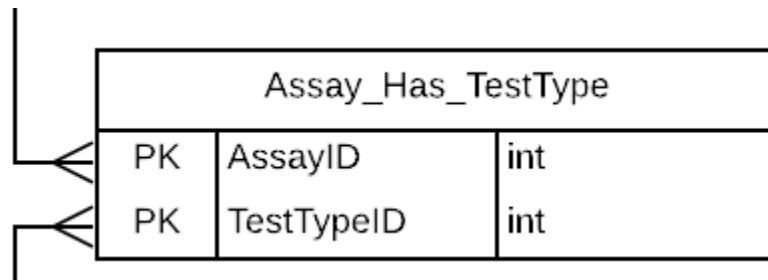 Assay_Has_TestType
PK AssayID int
PK TestTypeID int